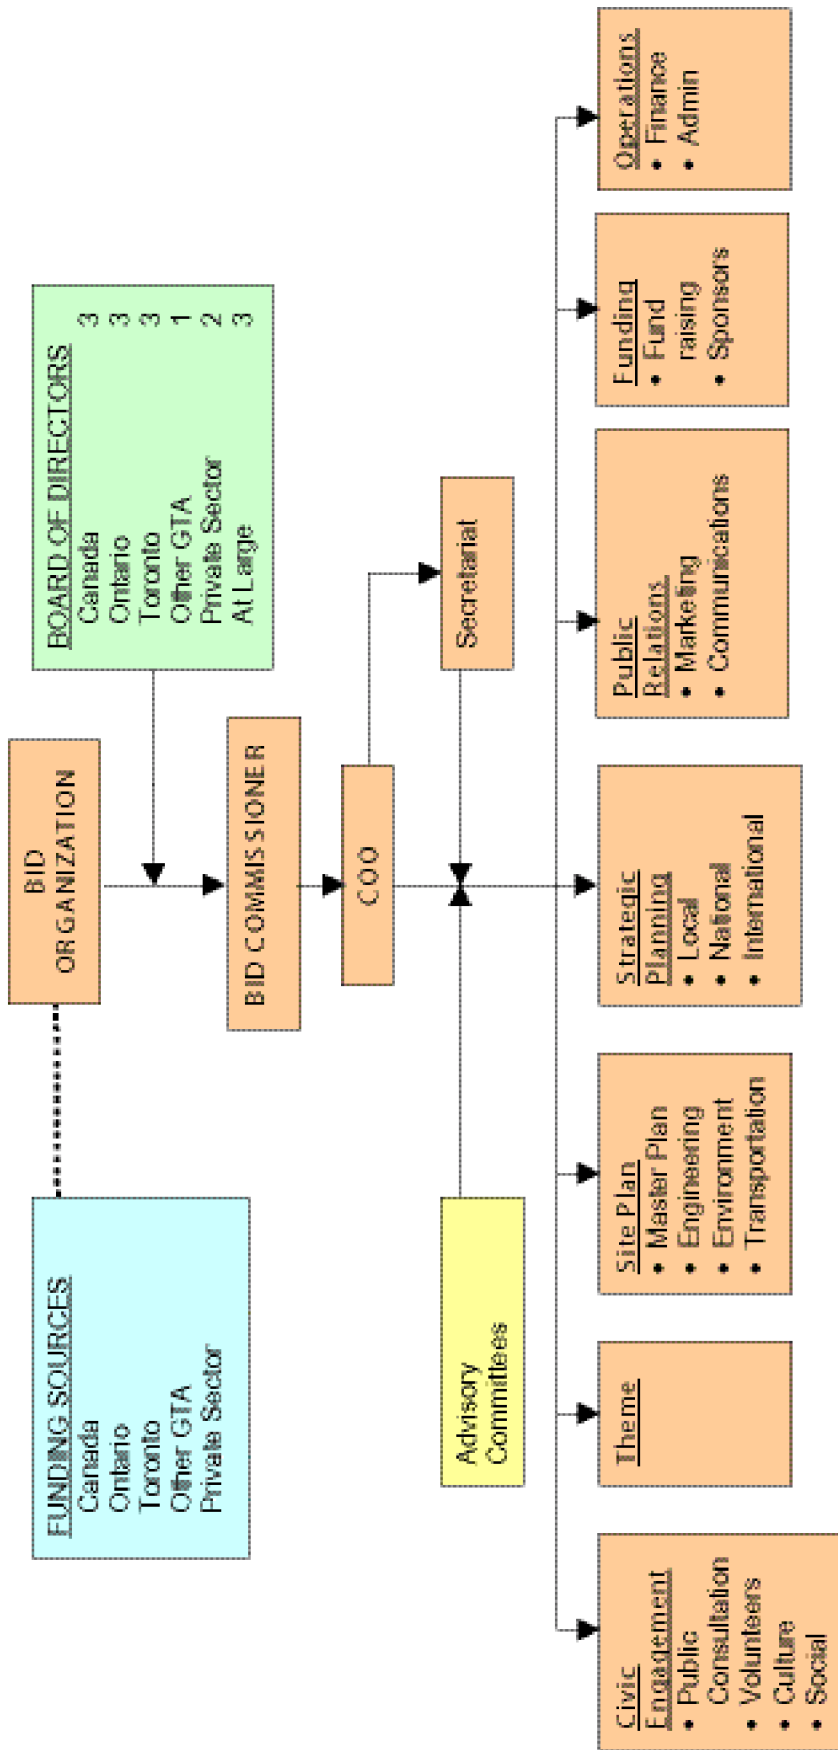 BID
ORGANIZATION
FUNDING SOURCES
Canada
Ontario
Toronto
Other GTA
Private Sector
BOARD OF DIRECTORS
Canada 3
Ontario 3
Toronto 3
Other GTA 1
Private Sector 2
At Large 3
BID COMMISSIONER
COO
Advisory
Committees
Secretariat
Civic
Engagement
• Public
Consultation
• Volunteers
• Culture
• Social
Theme
Site Plan
• Master Plan
• Engineering
• Environment
• Transportation
Strategic
Planning
• Local
• National
• International
Public
Relations
• Marketing
• Communications
Funding
• Fund
raising
• Sponsors
Operations
• Finance
• Admin